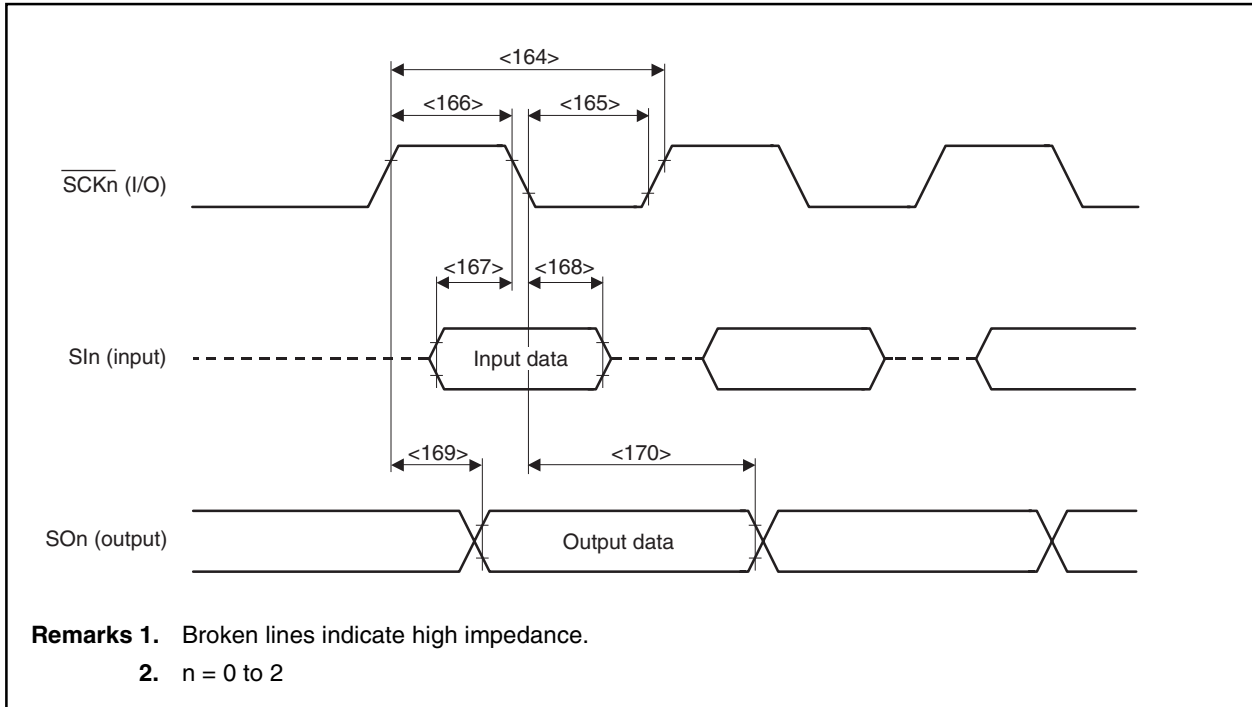 <164>
<166> <165>
S̅C̅K̅n̅ (I/O)
<167> <168>
SIn (input)
Input data
<169> <170>
SOn (output)
Output data
Remarks 1. Broken lines indicate high impedance.
2. n = 0 to 2